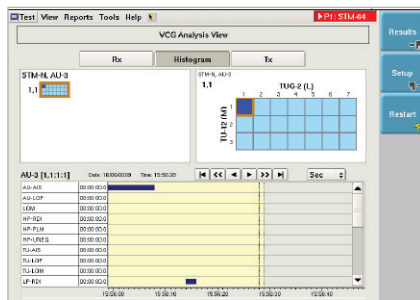 Test View Reports Tools Help
P1: STM-64
VCG Analysis View
Results
Setup
Restart
Rx Histogram Tx
STM-N, AU-3
1,1
STM-N, AU-3
1,1
TUG-2 (L)
1 2 3 4 5 6 7
TU-12 (M)
1
2
3
AU-3 [1,1:1:1]
Date: 16/09/2009 Time: 15:56:25
Sec
AU-AIS 00:00:00.0
AU-LOP 00:00:00.0
LOM 00:00:00.0
HP-RDI 00:00:00.0
HP-PLM 00:00:00.0
HP-UNEQ 00:00:00.0
TU-AIS 00:00:00.0
TU-LOP 00:00:00.0
TU-LOM 00:00:00.0
LP-RDI 00:00:00.0
15:56:00 15:56:10 15:56:20 15:56:30 15:56:40